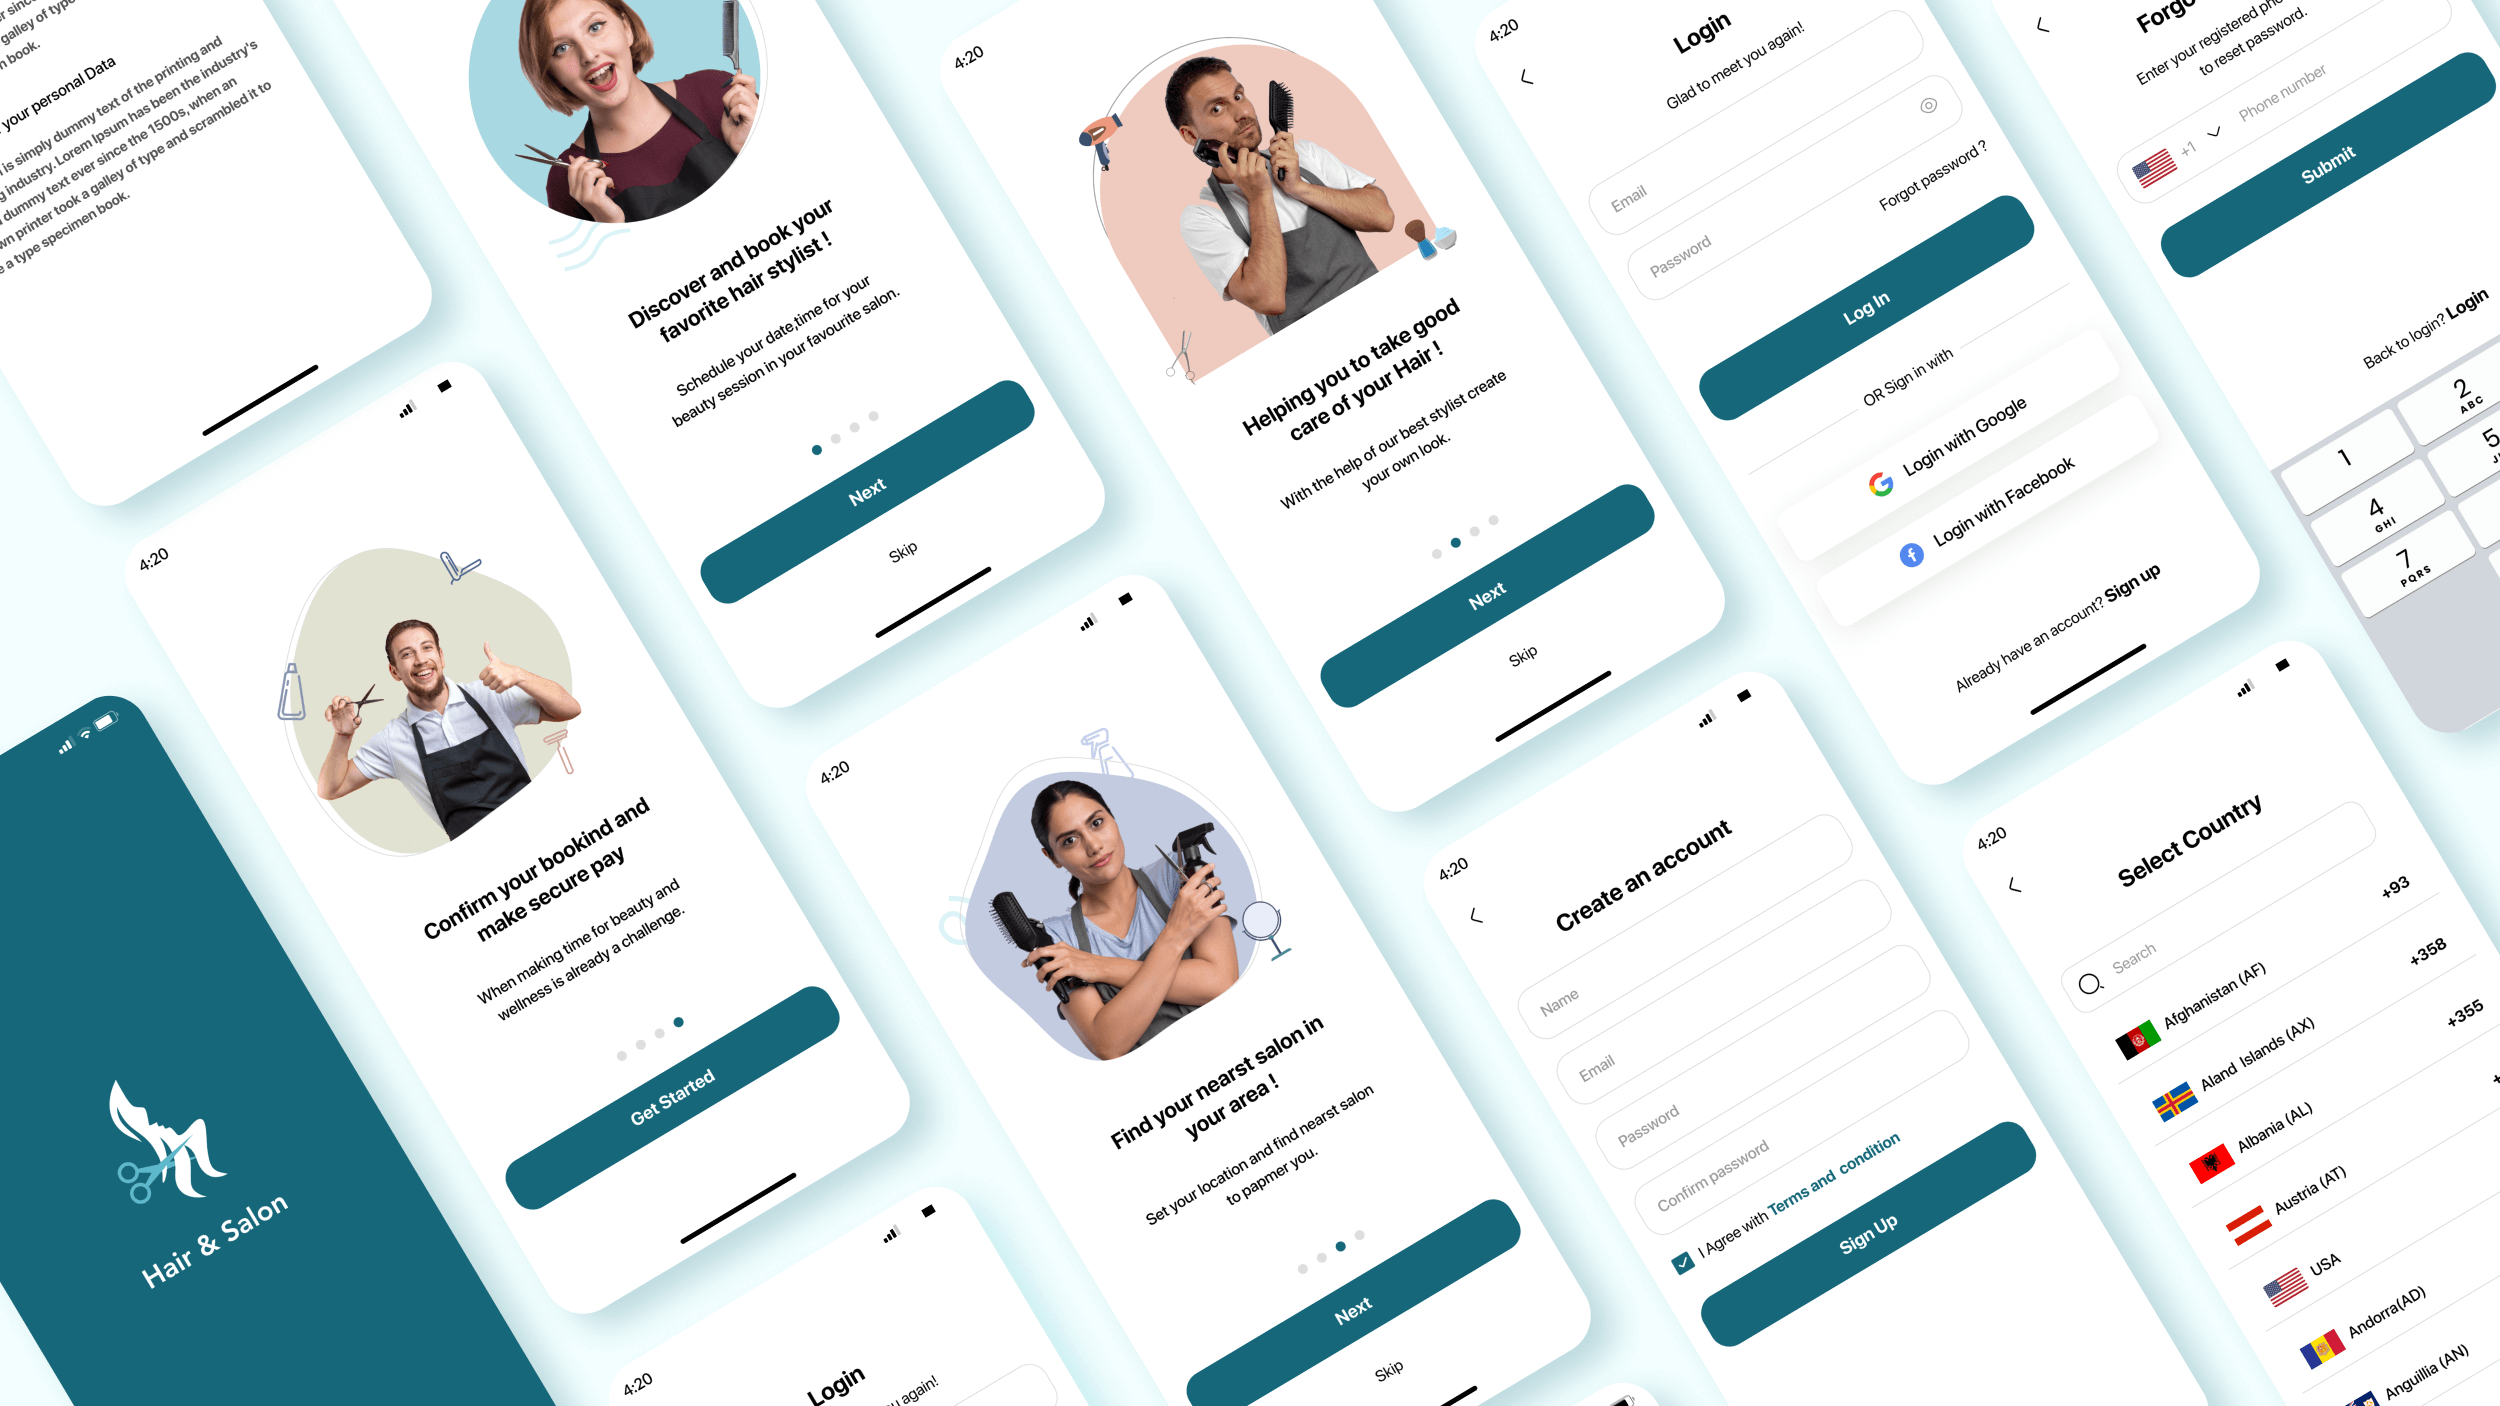 galley of type
n book.
your personal Data
is simply dummy text of the printing and
industry. Lorem Ipsum has been the industry's
dummy text ever since the 1500s, when an
printer took a galley of type and scrambled it to
a type specimen book.
Discover and book your
favorite hair stylist !
Schedule your date,time for your
beauty session in your favourite salon.
Next
Skip
4:20
Helping you to take good
care of your Hair !
With the help of our best stylist create
your own look.
Next
Skip
4:20
Login
Glad to meet you again!
Email
Password
Forgot password ?
Log In
OR Sign in with
Login with Google
Login with Facebook
Already have an account? Sign up
Enter your registered
to reset password.
+1
Phone number
Submit
Back to login? Login
1
2
ABC
4
GHI
5
7
PQRS
4:20
Confirm your bookind and
make secure pay
When making time for beauty and
wellness is already a challenge.
Get Started
Hair & Salon
4:20
Find your nearst salon in
your area !
Set your location and find nearst salon
to papmer you.
Next
Skip
4:20
Login
again!
4:20
Create an account
Name
Email
Password
Confirm password
I Agree with Terms and condition
Sign Up
4:20
Select Country
Search
Afghanistan (AF)
+93
Aland Islands (AX)
+358
Albania (AL)
+355
Austria (AT)
USA
Andorra(AD)
Anguillia (AN)